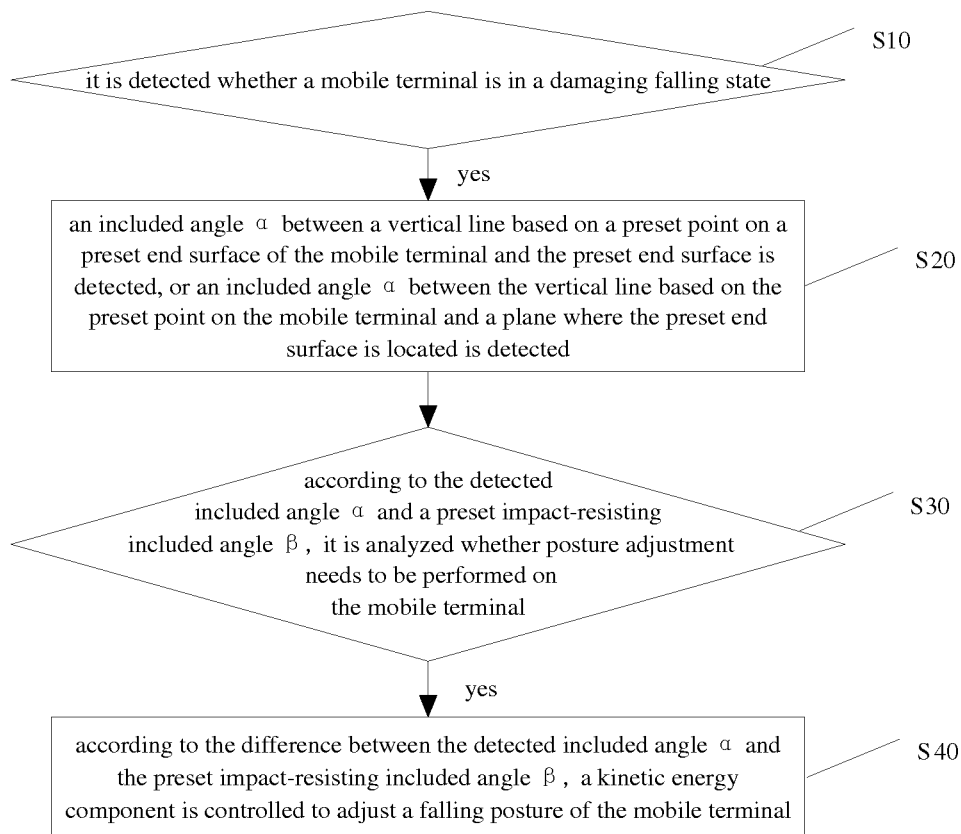 S10
it is detected whether a mobile terminal is in a damaging falling state
yes
an included angle α between a vertical line based on a preset point on a
preset end surface of the mobile terminal and the preset end surface is
detected, or an included angle α between the vertical line based on the
preset point on the mobile terminal and a plane where the preset end
surface is located is detected
S20
according to the detected
included angle α and a preset impact-resisting
included angle β, it is analyzed whether posture adjustment
needs to be performed on
the mobile terminal
S30
yes
according to the difference between the detected included angle α and
the preset impact-resisting included angle β, a kinetic energy
component is controlled to adjust a falling posture of the mobile terminal
S40